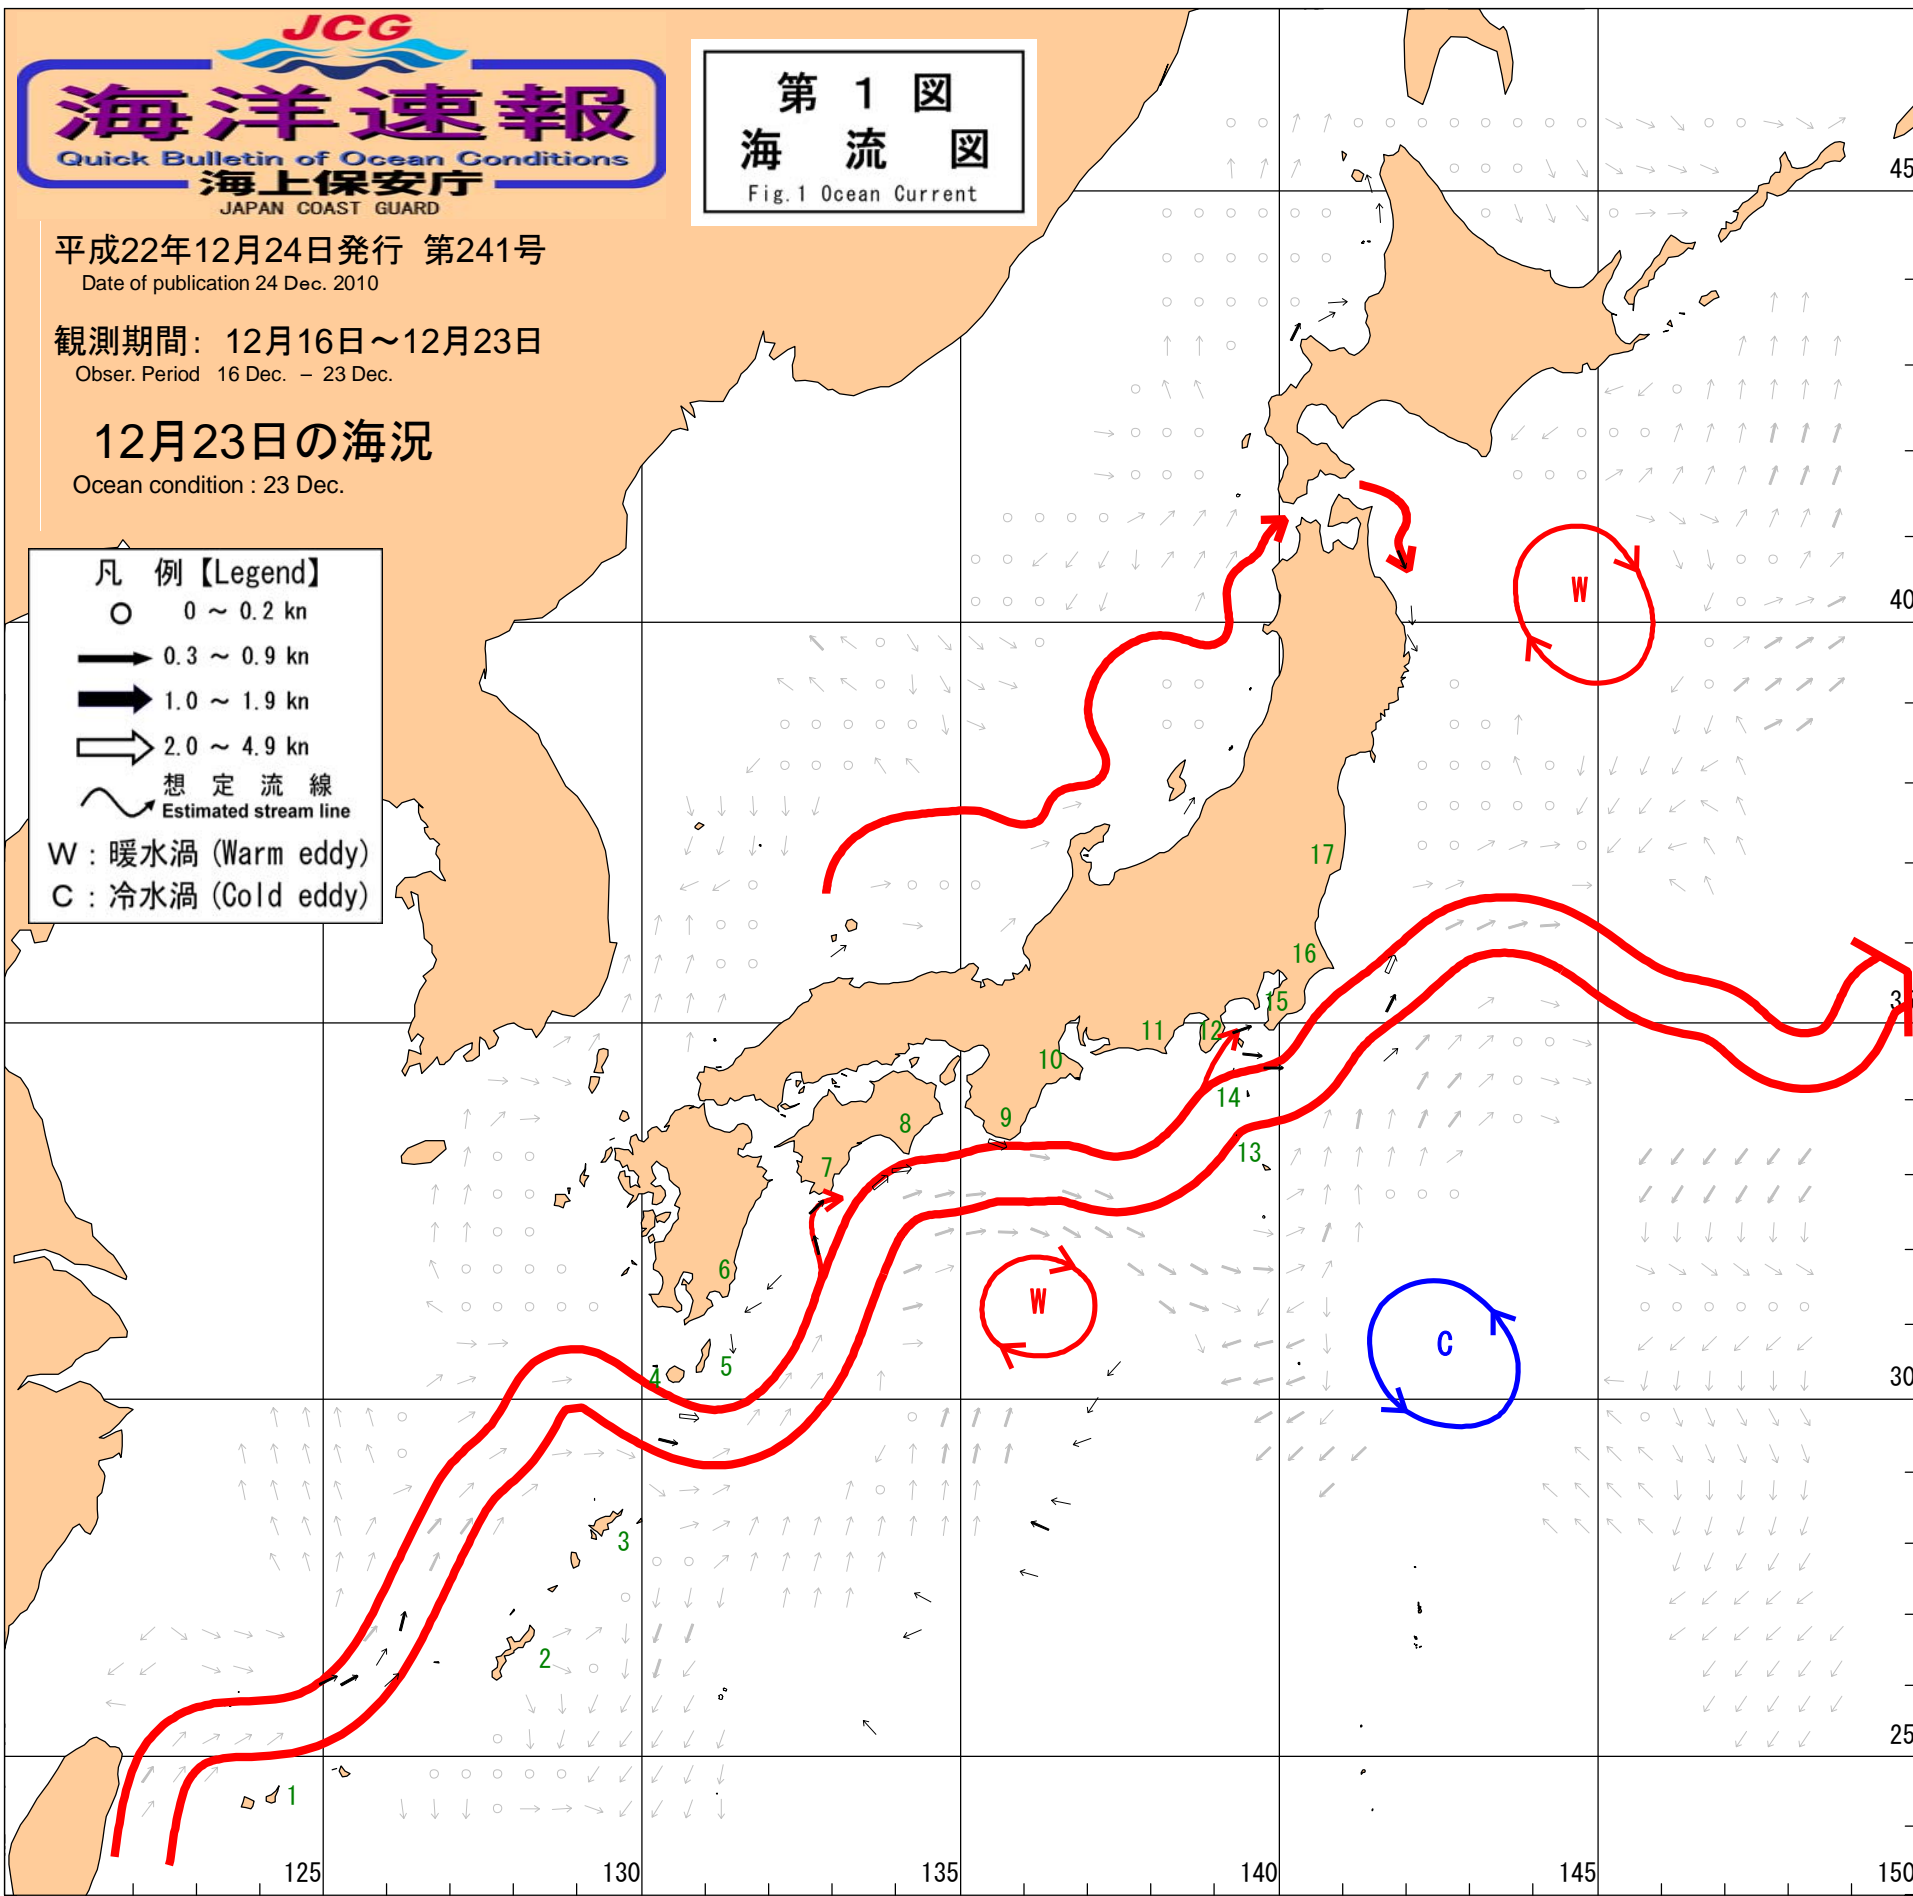 JCG
海洋速報
Quick Bulletin of Ocean Conditions
海上保安庁
JAPAN COAST GUARD
第 1 図
海 流 図
Fig.1 Ocean Current
平成22年12月24日発行 第241号
Date of publication 24 Dec. 2010
観測期間: 12月16日～12月23日
Obser. Period 16 Dec. – 23 Dec.
12月23日の海況
Ocean condition : 23 Dec.
凡 例【Legend】
0 ～ 0.2 kn
0.3 ～ 0.9 kn
1.0 ～ 1.9 kn
2.0 ～ 4.9 kn
想 定 流 線
Estimated stream line
W : 暖水渦 (Warm eddy)
C : 冷水渦 (Cold eddy)
45
40
35
30
25
W
W
C
17
16
15
12
11
10
14
13
9
8
7
6
5
4
3
2
1
125
130
135
140
145
150